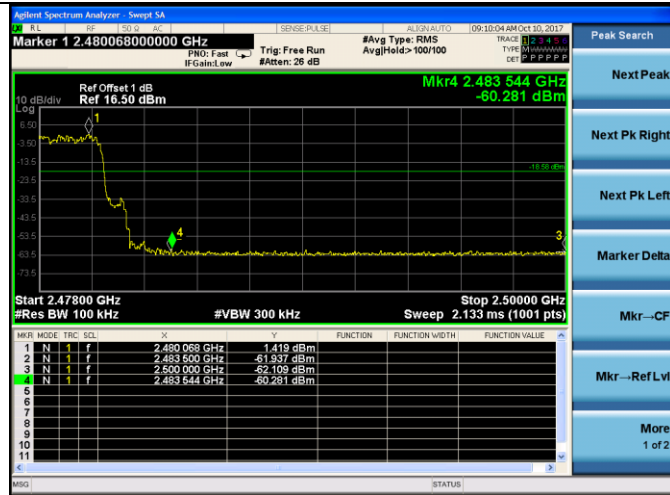 Agilent Spectrum Analyzer - Swept SA
RL RF 50 Ω AC SENSE:PULSE ALIGN AUTO 09:10:04 AM Oct 10, 2017
Marker 1 2.480068000000 GHz
PNO: Fast
IFGain:Low
Trig: Free Run
#Atten: 26 dB
#Avg Type: RMS
Avg|Hold:>100/100
TRACE 1 2 3 4 5 6
TYPE
DET P P P P P P
Peak Search
Ref Offset 1 dB
10 dB/div Ref 16.50 dBm
Mkr4 2.483 544 GHz
-60.281 dBm
Log
6.50
-3.50
-13.5
-23.5
-33.5
-43.5
-53.5
-63.5
-73.5
1
-18.58 dBm
4
3
Start 2.47800 GHz Stop 2.50000 GHz
#Res BW 100 kHz #VBW 300 kHz Sweep 2.133 ms (1001 pts)
MKR MODE TRC SCL X Y FUNCTION FUNCTION WIDTH FUNCTION VALUE
1 N 1 f 2.480 068 GHz 1.419 dBm
2 N 1 f 2.483 500 GHz -61.937 dBm
3 N 1 f 2.500 000 GHz -62.109 dBm
4 N 1 f 2.483 544 GHz -60.281 dBm
5
6
7
8
9
10
11
MSG STATUS
Next Peak
Next Pk Right
Next Pk Left
Marker Delta
Mkr→CF
Mkr→Ref Lvl
More
1 of 2